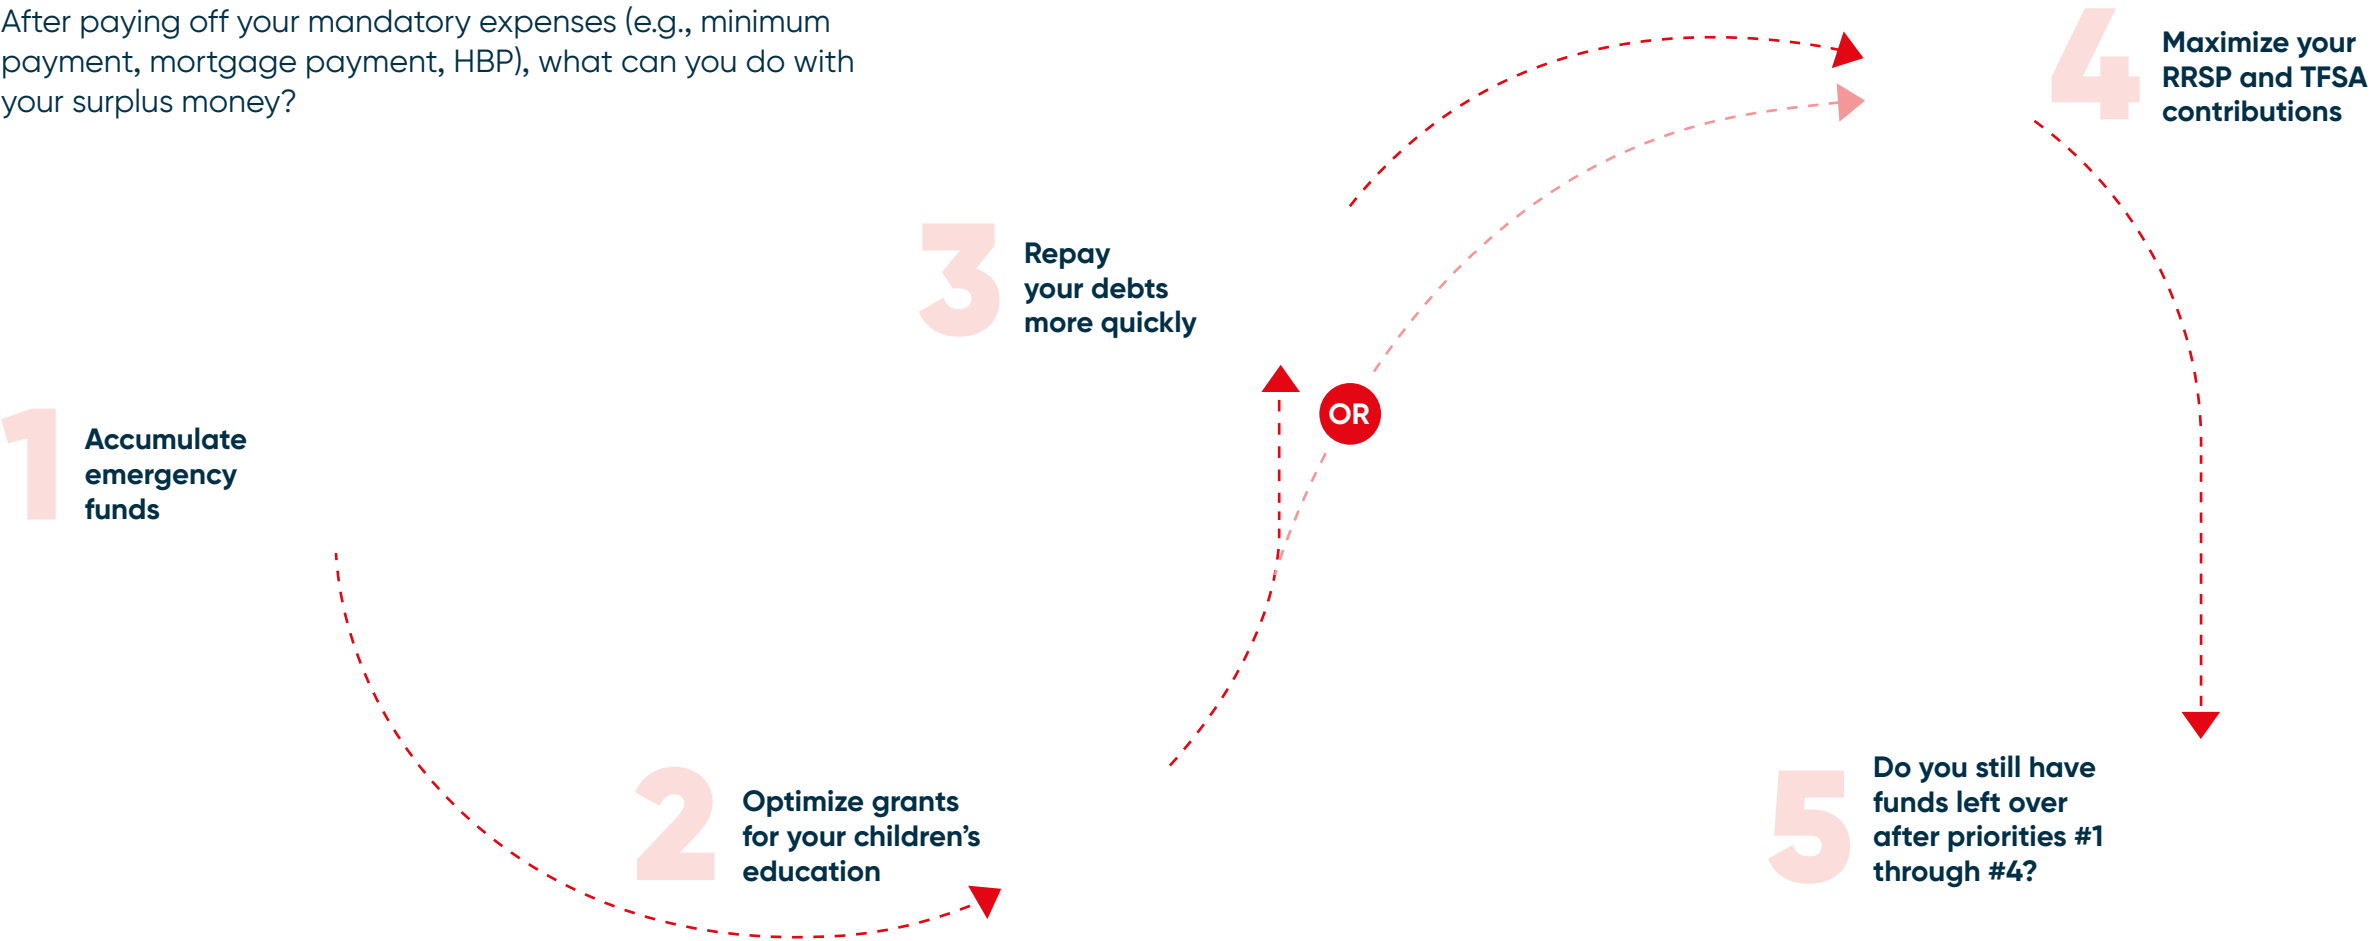 After paying off your mandatory expenses (e.g., minimum
payment, mortgage payment, HBP), what can you do with
your surplus money?
1
Accumulate
emergency
funds
2
Optimize grants
for your children’s
education
3
Repay
your debts
more quickly
OR
4
Maximize your
RRSP and TFSA
contributions
5
Do you still have
funds left over
after priorities #1
through #4?